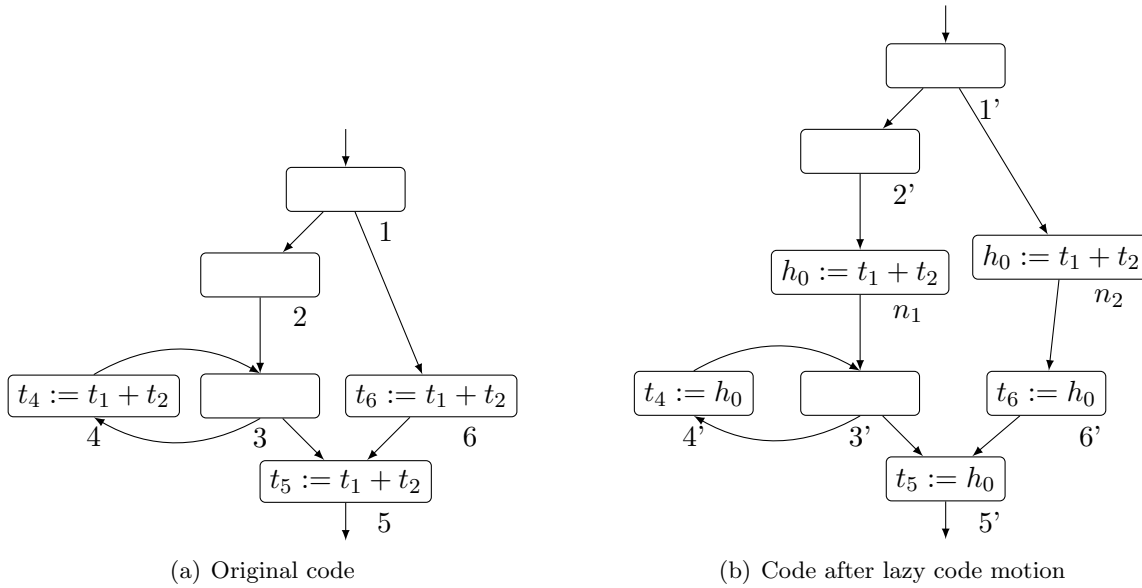 1
2
t₄ := t₁ + t₂
4
3
t₆ := t₁ + t₂
6
t₅ := t₁ + t₂
5
(a) Original code
1'
2'
h₀ := t₁ + t₂
n₁
h₀ := t₁ + t₂
n₂
t₄ := h₀
4'
3'
t₆ := h₀
6'
t₅ := h₀
5'
(b) Code after lazy code motion